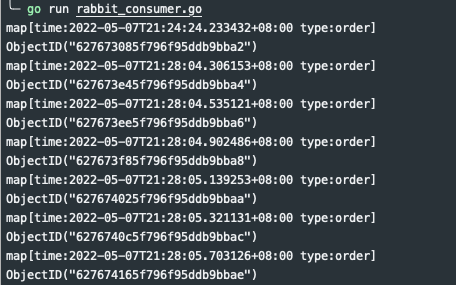 ╰─ go run rabbit_consumer.go
map[time:2022-05-07T21:24:24.233432+08:00 type:order]
ObjectID("627673085f796f95ddb9bba2")
map[time:2022-05-07T21:28:04.306153+08:00 type:order]
ObjectID("627673e45f796f95ddb9bba4")
map[time:2022-05-07T21:28:04.535121+08:00 type:order]
ObjectID("627673ee5f796f95ddb9bba6")
map[time:2022-05-07T21:28:04.902486+08:00 type:order]
ObjectID("627673f85f796f95ddb9bba8")
map[time:2022-05-07T21:28:05.139253+08:00 type:order]
ObjectID("627674025f796f95ddb9bbaa")
map[time:2022-05-07T21:28:05.321131+08:00 type:order]
ObjectID("6276740c5f796f95ddb9bbac")
map[time:2022-05-07T21:28:05.703126+08:00 type:order]
ObjectID("627674165f796f95ddb9bbae")